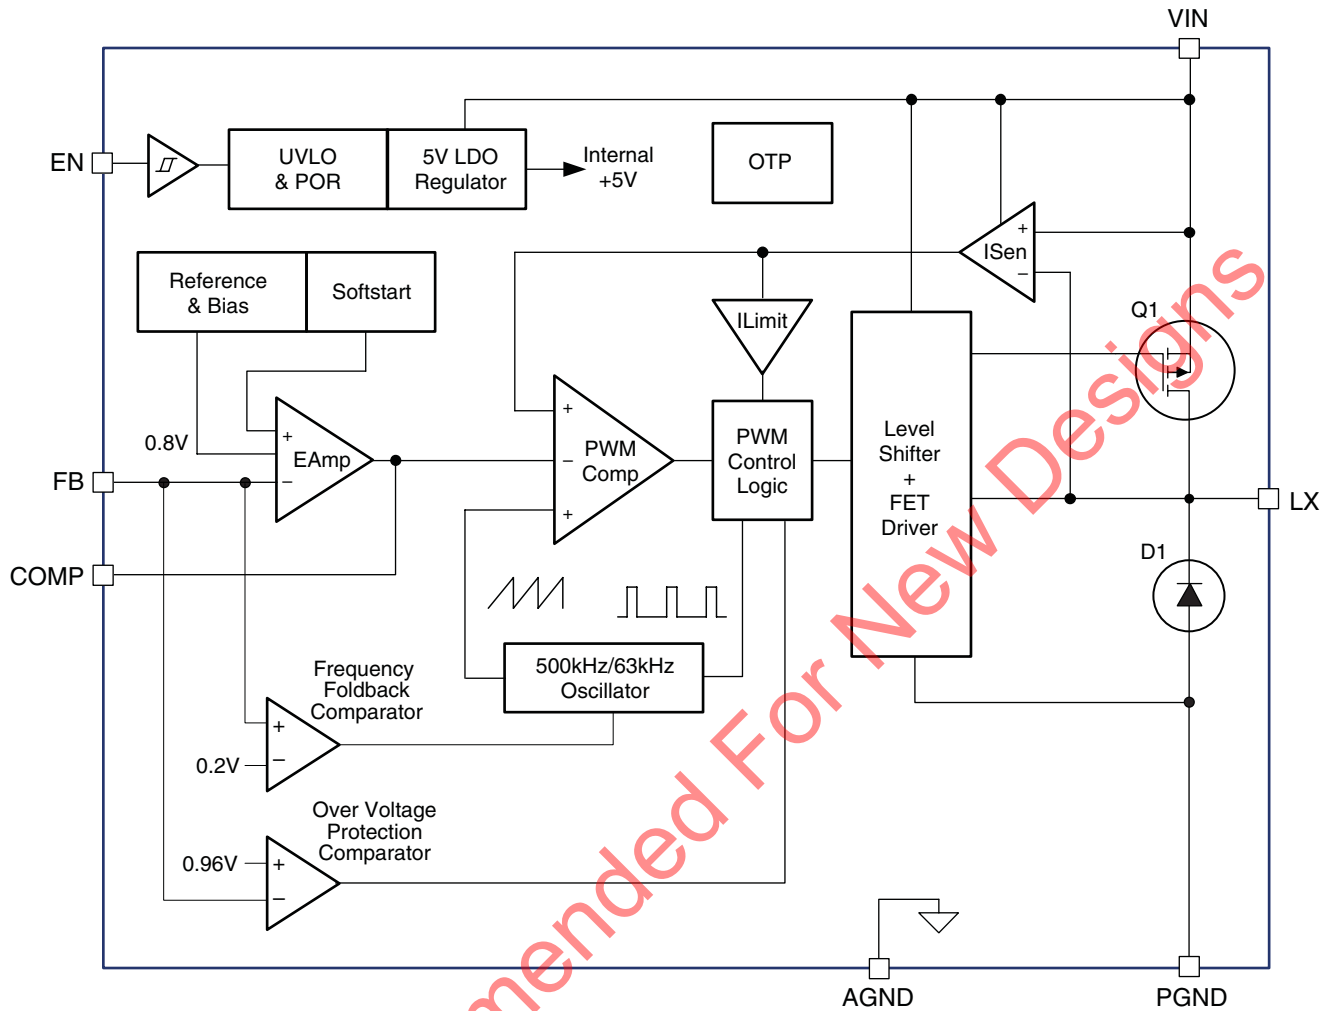 VIN
EN
UVLO
& POR
5V LDO
Regulator
Internal
+5V
OTP
+
ISen
−
Reference
& Bias
Softstart
ILimit
Q1
0.8V
+
EAmp
−
FB
+
PWM
Comp
−
+
PWM
Control
Logic
Level
Shifter
+
FET
Driver
LX
COMP
D1
500kHz/63kHz
Oscillator
Frequency
Foldback
Comparator
+
0.2V
−
Over Voltage
Protection
Comparator
0.96V
+
−
AGND
PGND
mended For New Designs